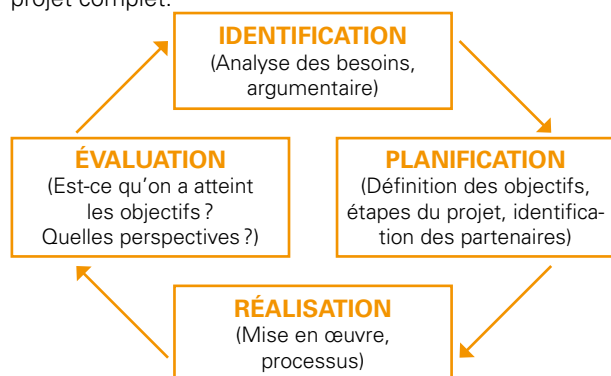 projet complet.
IDENTIFICATION
(Analyse des besoins,
argumentaire)
ÉVALUATION
(Est-ce qu'on a atteint
les objectifs ?
Quelles perspectives ?)
PLANIFICATION
(Définition des objectifs,
étapes du projet, identifica-
tion des partenaires)
RÉALISATION
(Mise en œuvre,
processus)